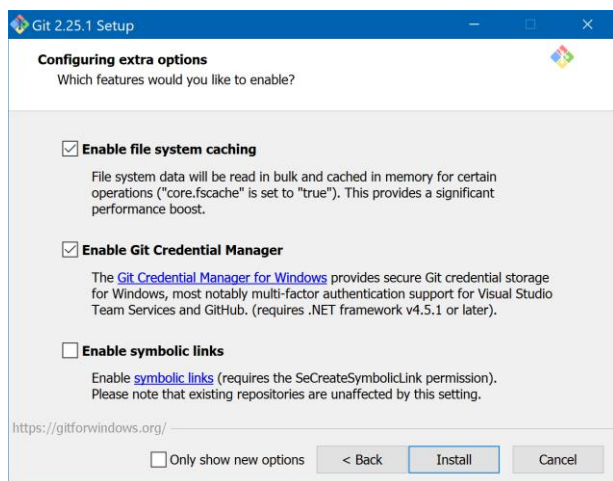 Git 2.25.1 Setup
Configuring extra options
Which features would you like to enable?
Enable file system caching
File system data will be read in bulk and cached in memory for certain
operations ("core.fscache" is set to "true"). This provides a significant
performance boost.
Enable Git Credential Manager
The Git Credential Manager for Windows provides secure Git credential storage
for Windows, most notably multi-factor authentication support for Visual Studio
Team Services and GitHub. (requires .NET framework v4.5.1 or later).
Enable symbolic links
Enable symbolic links (requires the SeCreateSymbolicLink permission).
Please note that existing repositories are unaffected by this setting.
https://gitforwindows.org/
Only show new options < Back Install Cancel